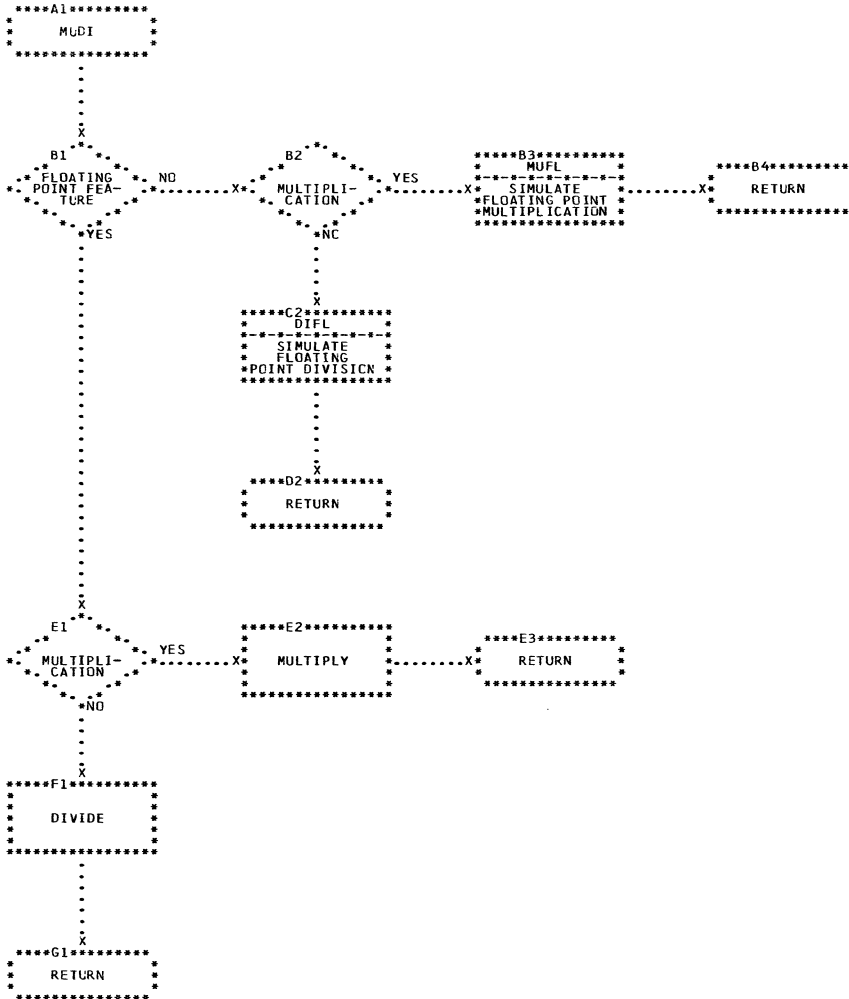 A1
MUDI
B1
FLOATING
POINT FEA-
TURE
NO
YES
B2
MULTIPLI-
CATION
YES
NC
B3
MUFL
SIMULATE
FLOATING POINT
MULTIPLICATION
B4
RETURN
C2
DIFL
SIMULATE
FLOATING
POINT DIVISICN
D2
RETURN
E1
MULTIPLI-
CATION
YES
NO
E2
MULTIPLY
E3
RETURN
F1
DIVIDE
G1
RETURN